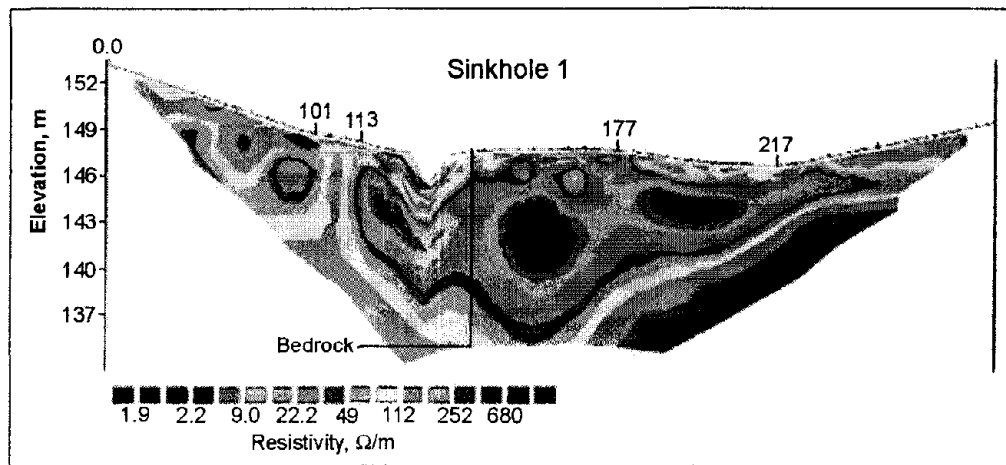 0.0
Sinkhole 1
152
149
146
143
140
137
Elevation, m
101
113
177
217
Bedrock
1.9 2.2 9.0 22.2 49 112 252 680
Resistivity, Ω/m